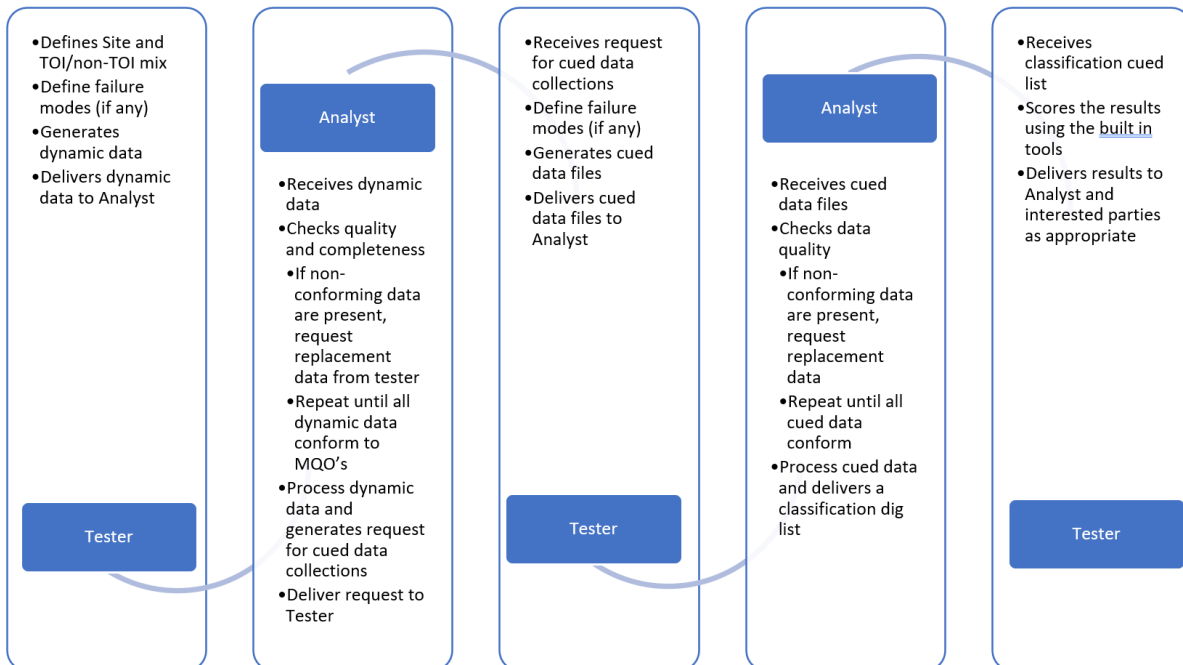 •Defines Site and
TOI/non-TOI mix
•Define failure
modes (if any)
•Generates
dynamic data
•Delivers dynamic
data to Analyst
Tester
Analyst
•Receives dynamic
data
•Checks quality
and completeness
•If non-
conforming data
are present,
request
replacement
data from tester
•Repeat until all
dynamic data
conform to
MQO’s
•Process dynamic
data and
generates request
for cued data
collections
•Deliver request to
Tester
•Receives request
for cued data
collections
•Define failure
modes (if any)
•Generates cued
data files
•Delivers cued
data files to
Analyst
Tester
Analyst
•Receives cued
data files
•Checks data
quality
•If non-
conforming data
are present,
request
replacement
data
•Repeat until all
cued data
conform
•Process cued data
and delivers a
classification dig
list
•Receives
classification cued
list
•Scores the results
using the built in
tools
•Delivers results to
Analyst and
interested parties
as appropriate
Tester